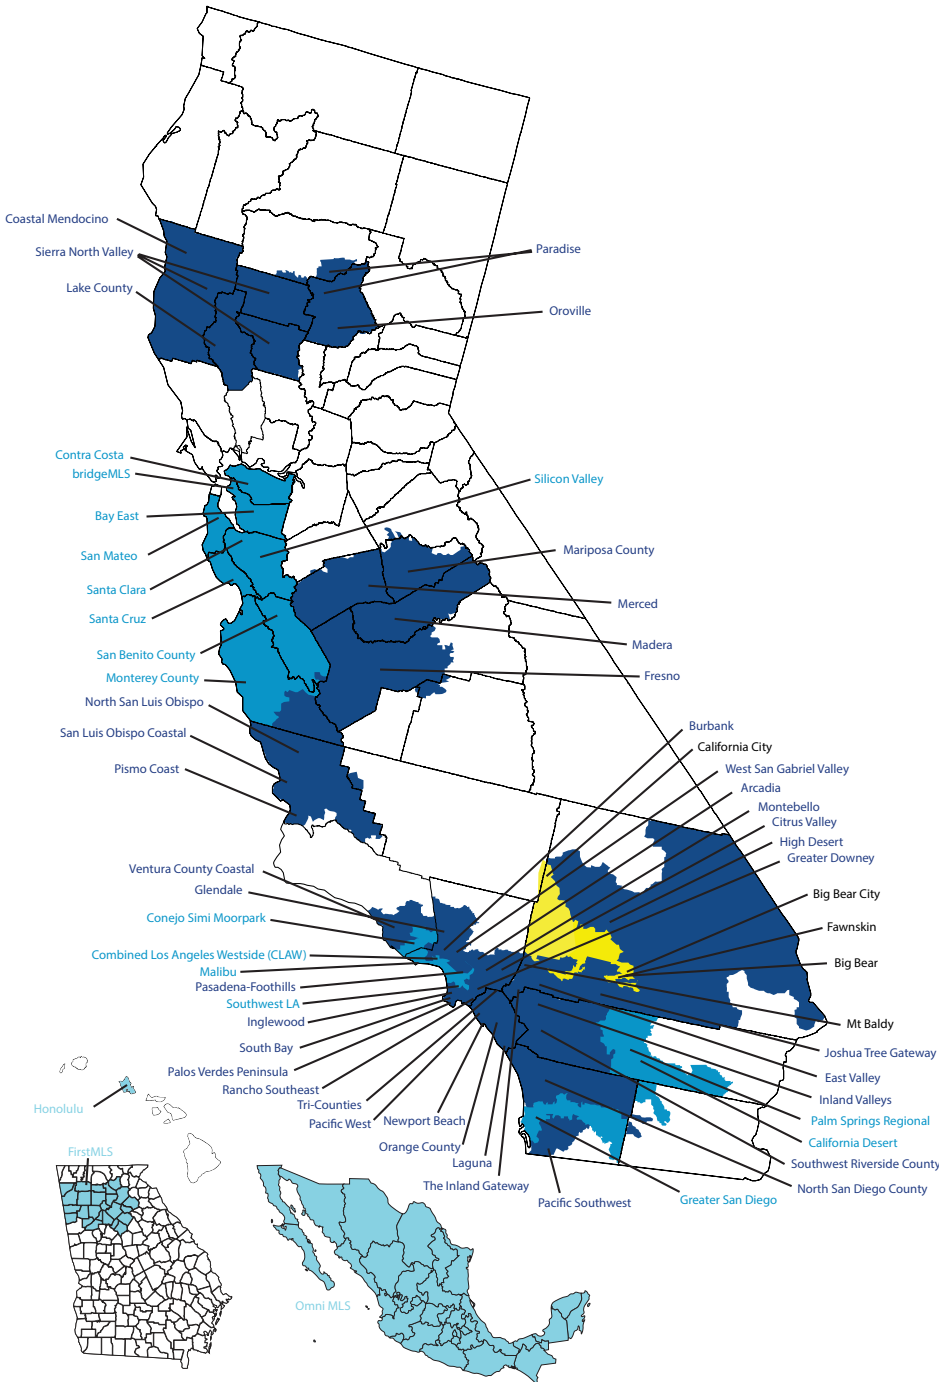 Coastal Mendocino
Sierra North Valley
Lake County
Paradise
Oroville
Contra Costa
bridgeMLS
Bay East
San Mateo
Santa Clara
Santa Cruz
San Benito County
Monterey County
North San Luis Obispo
San Luis Obispo Coastal
Pismo Coast
Silicon Valley
Mariposa County
Merced
Madera
Fresno
Burbank
California City
West San Gabriel Valley
Arcadia
Montebello
Citrus Valley
High Desert
Greater Downey
Big Bear City
Fawnskin
Big Bear
Mt Baldy
Joshua Tree Gateway
East Valley
Inland Valleys
Palm Springs Regional
California Desert
Southwest Riverside County
North San Diego County
Greater San Diego
Pacific Southwest
Ventura County Coastal
Glendale
Conejo Simi Moorpark
Combined Los Angeles Westside (CLAW)
Malibu
Pasadena-Foothills
Southwest LA
Inglewood
South Bay
Palos Verdes Peninsula
Rancho Southeast
Tri-Counties
Pacific West
Newport Beach
Orange County
Laguna
The Inland Gateway
Honolulu
FirstMLS
Omni MLS